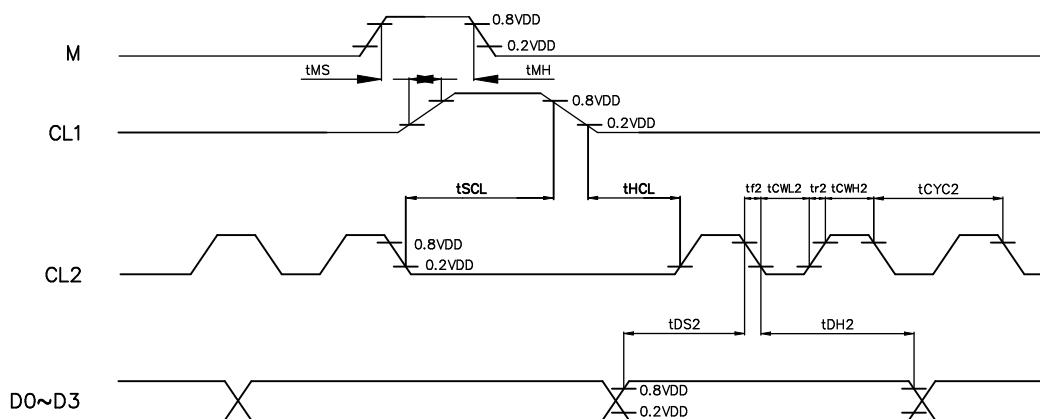 0.8VDD
M
0.2VDD
tMS
tMH
0.8VDD
CL1
0.2VDD
tSCL
tHCL
tf2
tCWL2
tr2
tCWH2
tCYC2
0.8VDD
CL2
0.2VDD
tDS2
tDH2
D0~D3
0.8VDD
0.2VDD